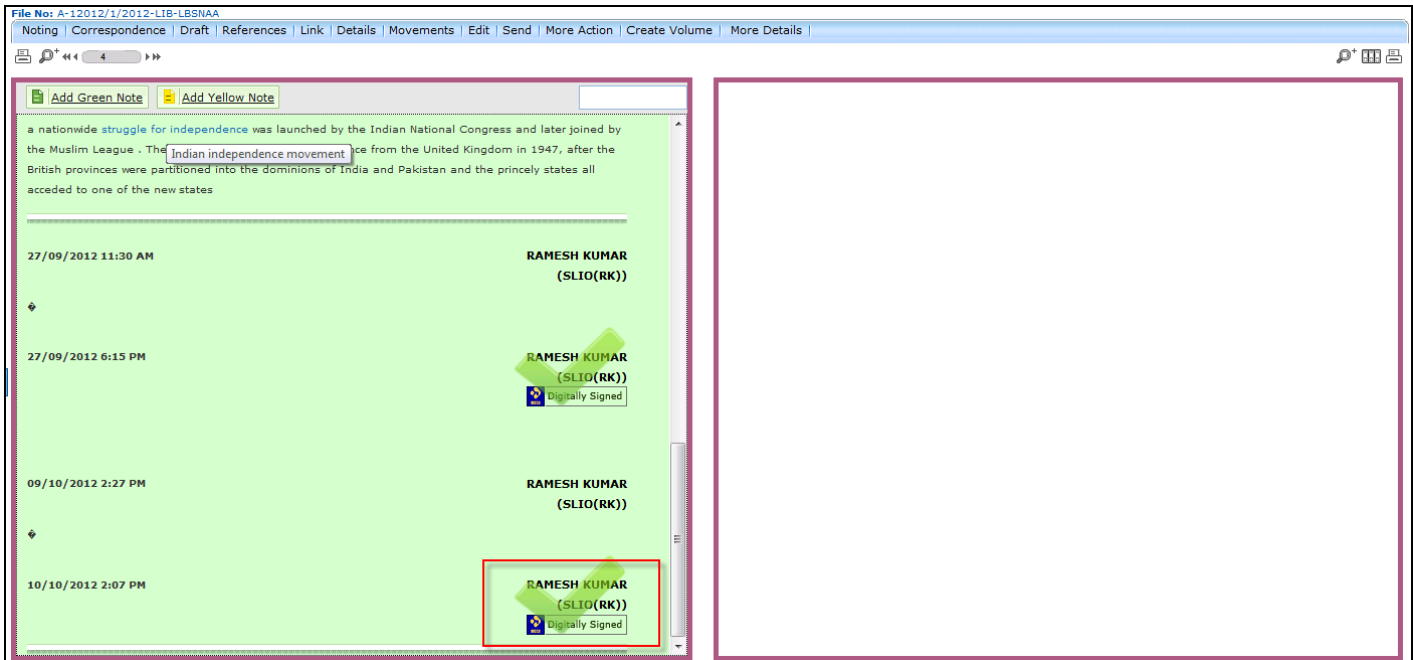 File No: A-12012/1/2012-LIB-LBSNAA
Noting | Correspondence | Draft | References | Link | Details | Movements | Edit | Send | More Action | Create Volume | More Details |
4
Add Green Note Add Yellow Note
a nationwide struggle for independence was launched by the Indian National Congress and later joined by
the Muslim League . The Indian independence movement ce from the United Kingdom in 1947, after the
British provinces were partitioned into the dominions of India and Pakistan and the princely states all
acceded to one of the new states
27/09/2012 11:30 AM RAMESH KUMAR
(SLIO(RK))
�
27/09/2012 6:15 PM RAMESH KUMAR
(SLIO(RK))
Digitally Signed
09/10/2012 2:27 PM RAMESH KUMAR
(SLIO(RK))
�
10/10/2012 2:07 PM RAMESH KUMAR
(SLIO(RK))
Digitally Signed